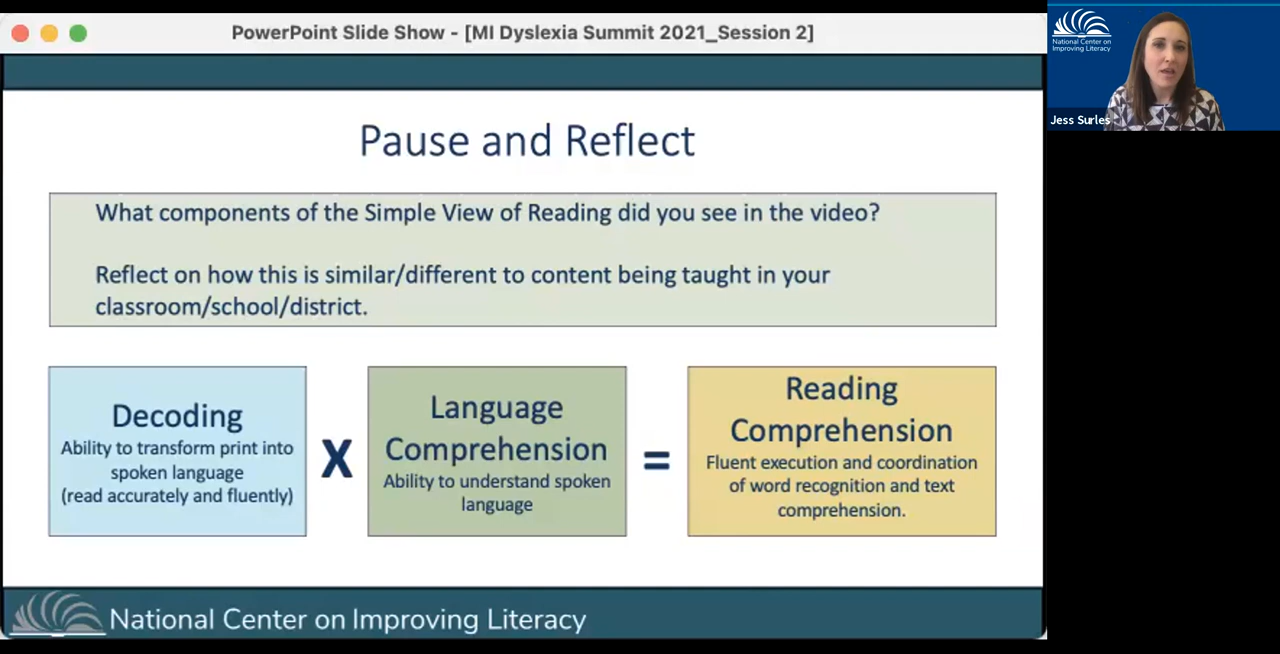 PowerPoint Slide Show - [MI Dyslexia Summit 2021_Session 2]
National Center on
Improving Literacy
Jess Surles
Pause and Reflect
What components of the Simple View of Reading did you see in the video?
Reflect on how this is similar/different to content being taught in your
classroom/school/district.
Decoding
Ability to transform print into
spoken language
(read accurately and fluently)
X
Language
Comprehension
Ability to understand spoken
language
=
Reading
Comprehension
Fluent execution and coordination
of word recognition and text
comprehension.
National Center on Improving Literacy